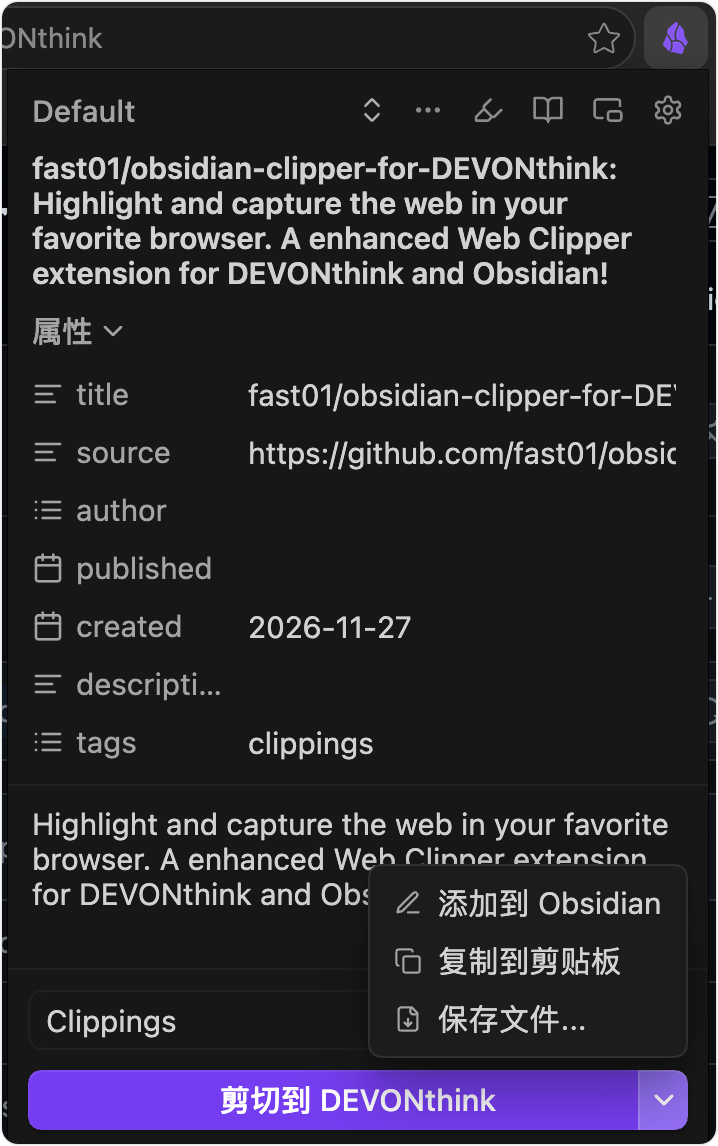 ONthink
Default
fast01/obsidian-clipper-for-DEVONthink:
Highlight and capture the web in your
favorite browser. A enhanced Web Clipper
extension for DEVONthink and Obsidian!
属性
title fast01/obsidian-clipper-for-DE
source https://github.com/fast01/obsid
author
published
created 2026-11-27
descripti...
tags clippings
Highlight and capture the web in your favorite
browser. A enhanced Web Clipper extension
for DEVONthink and Obs
添加到 Obsidian
复制到剪贴板
保存文件...
Clippings
剪切到 DEVONthink